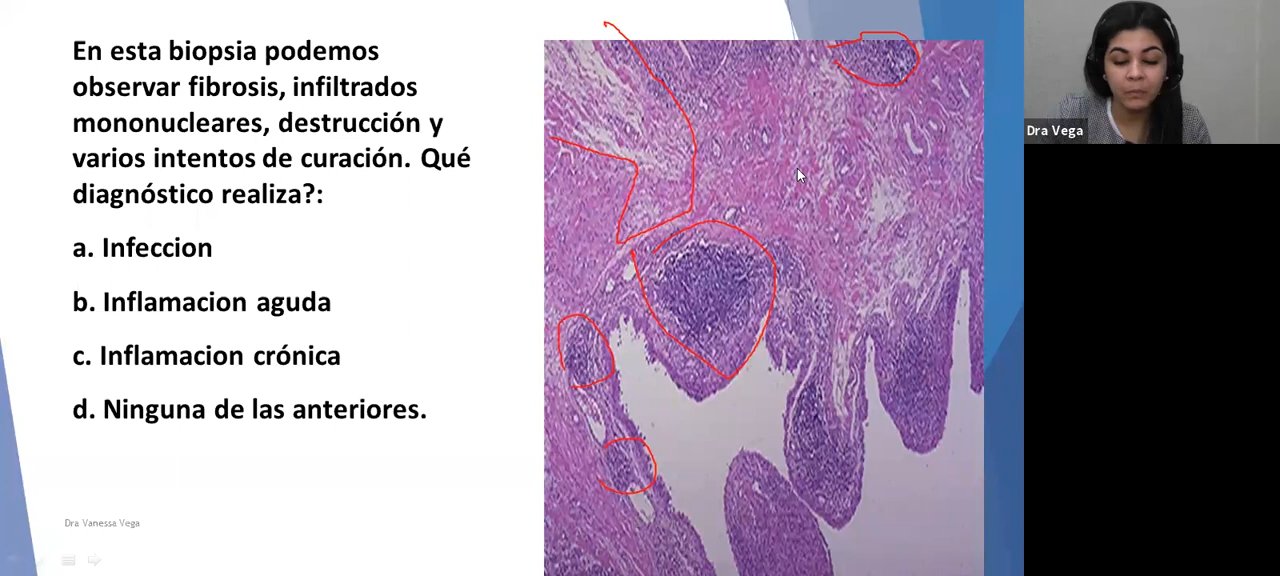 En esta biopsia podemos
observar fibrosis, infiltrados
mononucleares, destrucción y
varios intentos de curación. Qué
diagnóstico realiza?:
a. Infeccion
b. Inflamacion aguda
c. Inflamacion crónica
d. Ninguna de las anteriores.
Dra Vanessa Vega
Dra Vega